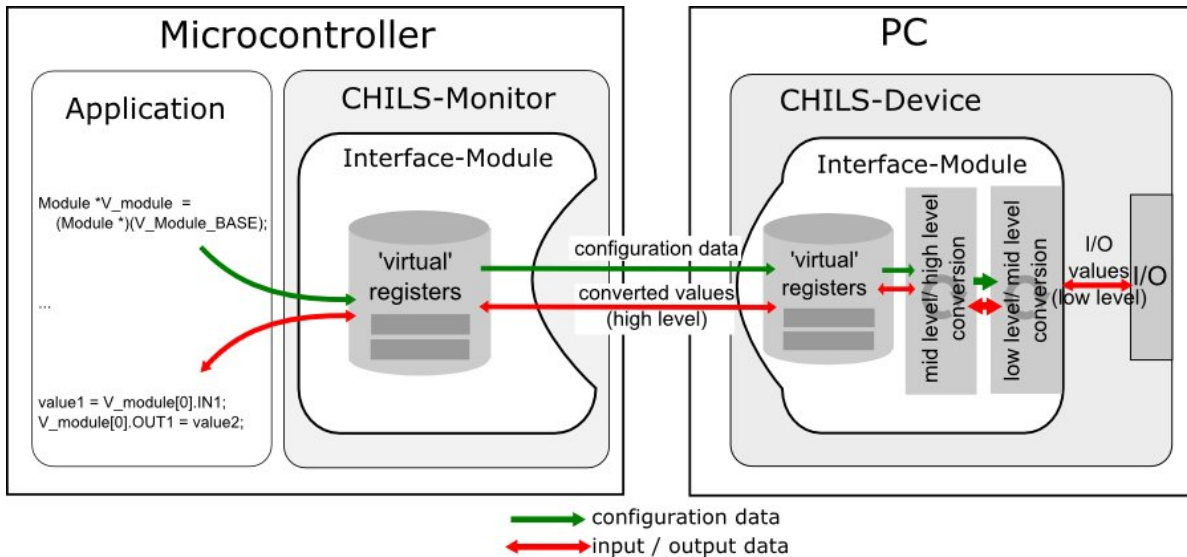 Microcontroller
Application
Module *V_module =
(Module *)(V_Module_BASE);
...
value1 = V_module[0].IN1;
V_module[0].OUT1 = value2;
CHILS-Monitor
Interface-Module
'virtual'
registers
configuration data
converted values
(high level)
PC
CHILS-Device
Interface-Module
'virtual'
registers
mid level/ high level
conversion
low level/ mid level
conversion
I/O
values
(low level)
I/O
configuration data
input / output data